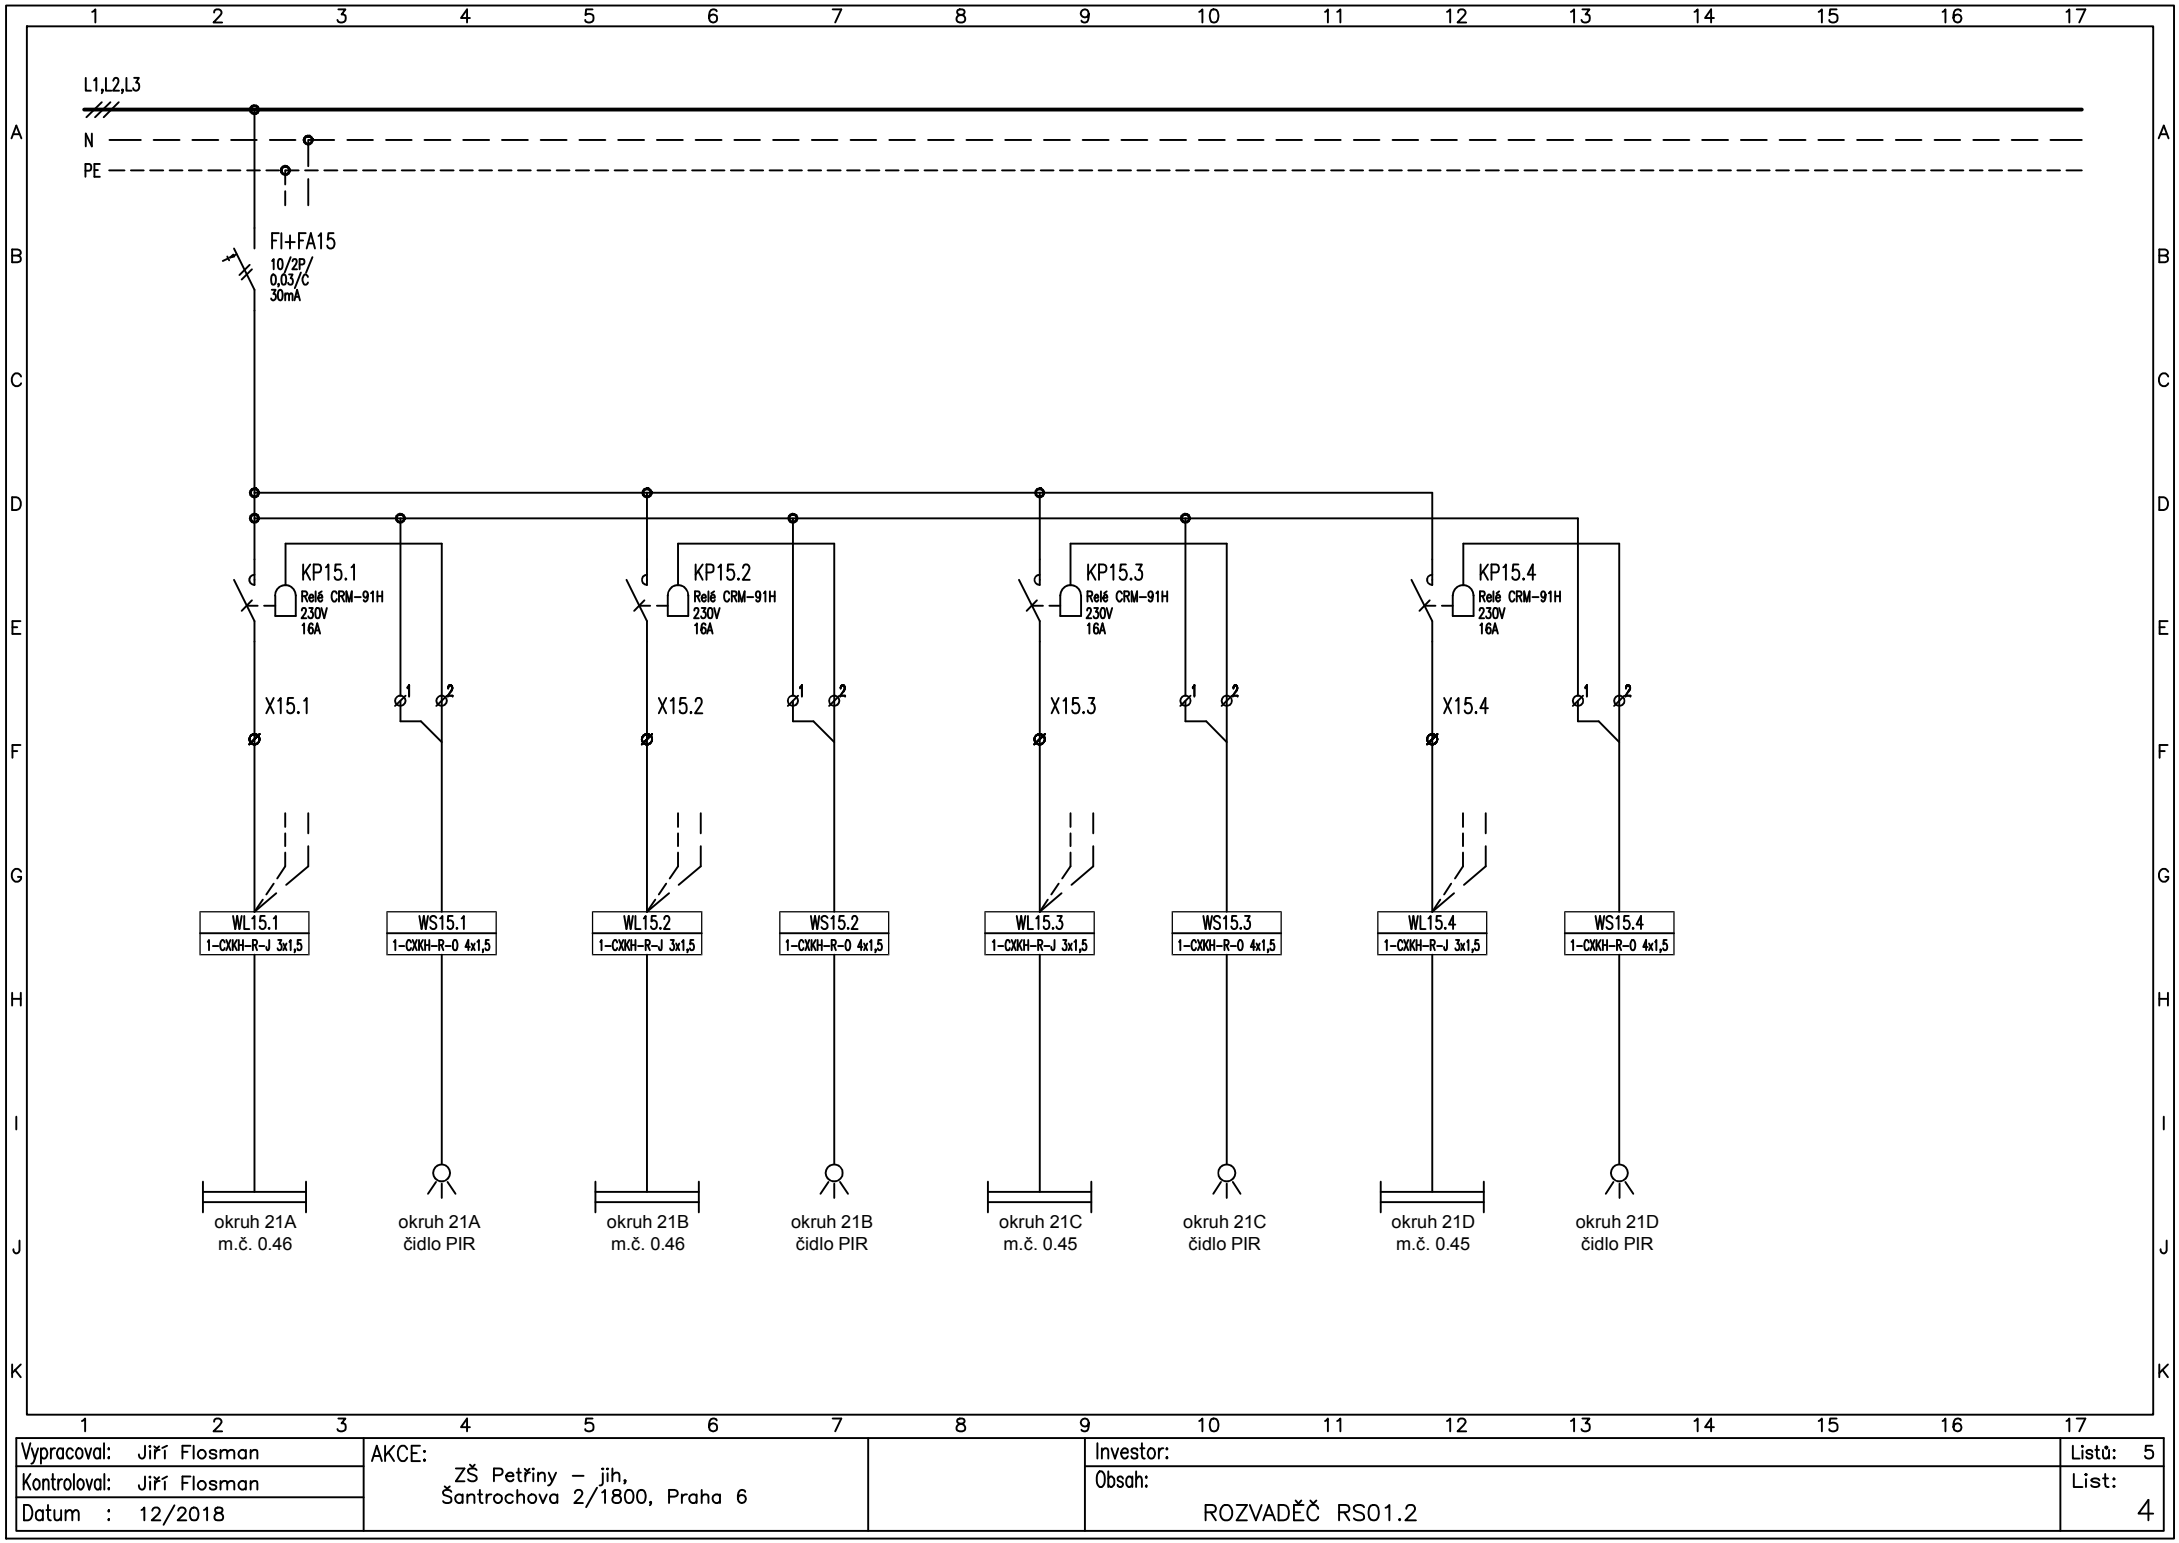 1 2 3 4 5 6 7 8 9 10 11 12 13 14 15 16 17
L1,L2,L3
A A
N
PE
FI+FA15
B B
10/2P/
0,03/C
30mA
C C
D D
KP15.1 KP15.2 KP15.3 KP15.4
Relé CRM-91H Relé CRM-91H Relé CRM-91H Relé CRM-91H
230V 230V 230V 230V
16A 16A 16A 16A
E E
1 2 1 2 1 2 1 2
X15.1 X15.2 X15.3 X15.4
F F
G G
WL15.1 WS15.1 WL15.2 WS15.2 WL15.3 WS15.3 WL15.4 WS15.4
1-CXKH-R-J 3x1,5 1-CXKH-R-O 4x1,5 1-CXKH-R-J 3x1,5 1-CXKH-R-O 4x1,5 1-CXKH-R-J 3x1,5 1-CXKH-R-O 4x1,5 1-CXKH-R-J 3x1,5 1-CXKH-R-O 4x1,5
H H
I I
okruh 21A okruh 21A okruh 21B okruh 21B okruh 21C okruh 21C okruh 21D okruh 21D
m.č. 0.46 čidlo PIR m.č. 0.46 čidlo PIR m.č. 0.45 čidlo PIR m.č. 0.45 čidlo PIR
J J
K K
1 2 3 4 5 6 7 8 9 10 11 12 13 14 15 16 17
Vypracoval: Jiří Flosman
Kontroloval: Jiří Flosman
Datum : 12/2018
AKCE:
ZŠ Petřiny – jih,
Šantrochova 2/1800, Praha 6
Investor:
Obsah:
ROZVADĚČ RS01.2
Listů: 5
List:
4